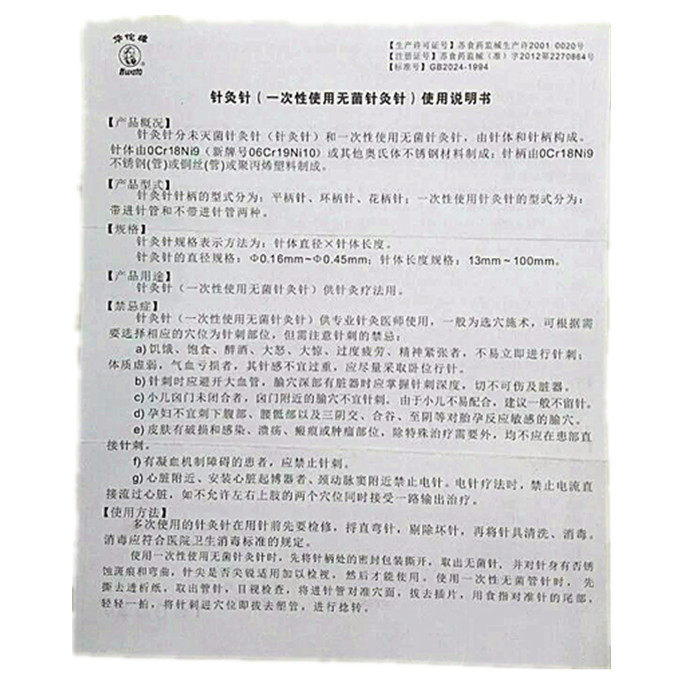 华佗牌
Hwato
【生产许可证号】苏食药监械生产许2001 0020号
【注册证号】苏食药监械(准)字2012第2270864号
【标准号】GB2024-1994
针灸针(一次性使用无菌针灸针)使用说明书
【产品概况】
针灸针分未灭菌针灸针(针灸针)和一次性使用无菌针灸针,由针体和针柄构成。
针体由0Cr18Ni9(新牌号06Cr19Ni10)或其他奥氏体不锈钢材料制成;针柄由0Cr18Ni9
不锈钢(管)或铜丝(管)或聚丙烯塑料制成。
【产品型式】
针灸针针柄的型式分为:平柄针、环柄针、花柄针;一次性使用针灸针的型式分为:
带进针管和不带进针管两种。
【规格】
针灸针规格表示方法为:针体直径×针体长度。
针灸针的直径规格:Φ0.16mm~Φ0.45mm;针体长度规格:13mm~100mm。
【产品用途】
针灸针(一次性使用无菌针灸针)供针灸疗法用。
【禁忌症】
针灸针(一次性使用无菌针灸针)供专业针灸医师使用,一般为选穴施术,可根据需
要选择相应的穴位为针刺部位,但需注意针刺的禁忌:
a)饥饿、饱食、醉酒、大怒、大惊、过度疲劳、精神紧张者,不易立即进行针刺;
体质虚弱,气血亏损者,其针感不宜过重,应尽量采取卧位行针。
b)针刺时应避开大血管,腧穴深部有脏器时应掌握针刺深度,切不可伤及脏器。
c)小儿囟门未闭合者,囟门附近的腧穴不宜针刺。由于小儿不易配合,建议一般不留针。
d)孕妇不宜刺下腹部、腰骶部以及三阴交、合谷、至阴等对胎孕反应敏感的腧穴。
e)皮肤有破损和感染、溃疡、瘢痕或肿瘤部位,除特殊治疗需要外,均不应在患部直
接针刺。
f)有凝血机制障碍的患者,应禁止针刺。
g)心脏附近、安装心脏起博器者、颈动脉窦附近禁止电针。电针疗法时,禁止电流直
接流过心脏,如不允许左右上肢的两个穴位同时接受一路输出治疗。
【使用方法】
多次使用的针灸针在用针前先要检修,捋直弯针,剔除坏针,再将针具清洗、消毒。
消毒应符合医院卫生消毒标准的规定。
使用一次性使用无菌针灸针时,先将针柄处的密封包装撕开,取出无菌针,并对针身有否锈
蚀斑痕和弯曲,针尖是否尖锐适用加以检视,然后才能使用。使用一次性无菌管针时,先
撕去透析纸,取出管针,目视检查,将进针管对准穴面,拔去插片,用食指对准针的尾部,
轻轻一拍,将针刺进穴位即拔去塑管,进行捻转。